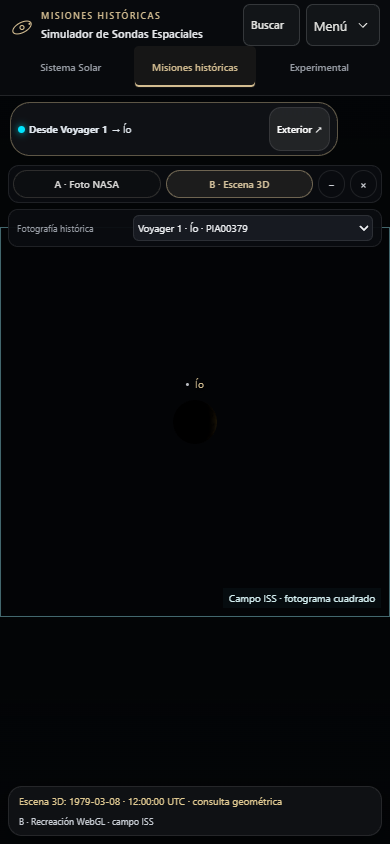 MISIONES HISTÓRICAS
Simulador de Sondas Espaciales
Buscar
Menú
Sistema Solar
Misiones históricas
Experimental
Desde Voyager 1 → Ío
Exterior ↗
A · Foto NASA
B · Escena 3D
−
×
Fotografía histórica
Voyager 1 · Ío · PIA00379
Ío
Campo ISS · fotograma cuadrado
Escena 3D: 1979-03-08 · 12:00:00 UTC · consulta geométrica
B · Recreación WebGL · campo ISS